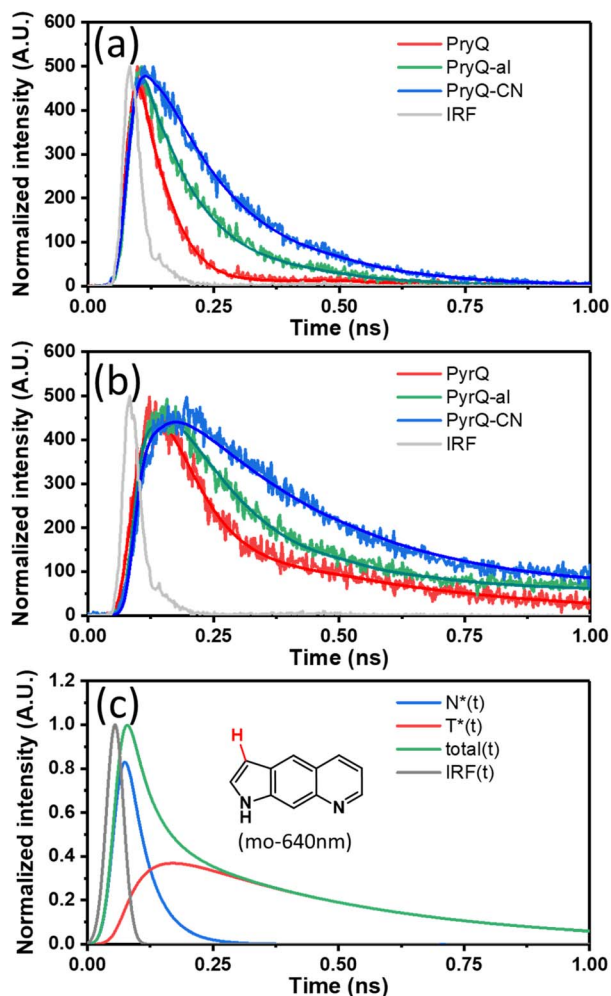 (a)
Normalized intensity (A.U.)
600
500
400
300
200
100
0
PryQ
PryQ-al
PryQ-CN
IRF
0.00 0.25 0.50 0.75 1.00
Time (ns)
(b)
Normalized intensity (A.U.)
600
500
400
300
200
100
0
PyrQ
PyrQ-al
PyrQ-CN
IRF
0.00 0.25 0.50 0.75 1.00
Time (ns)
(c)
Normalized intensity (A.U.)
1.2
1.0
0.8
0.6
0.4
0.2
0.0
N*(t)
T*(t)
total(t)
IRF(t)
H
N
H
N
(mo-640nm)
0.00 0.25 0.50 0.75 1.00
Time (ns)